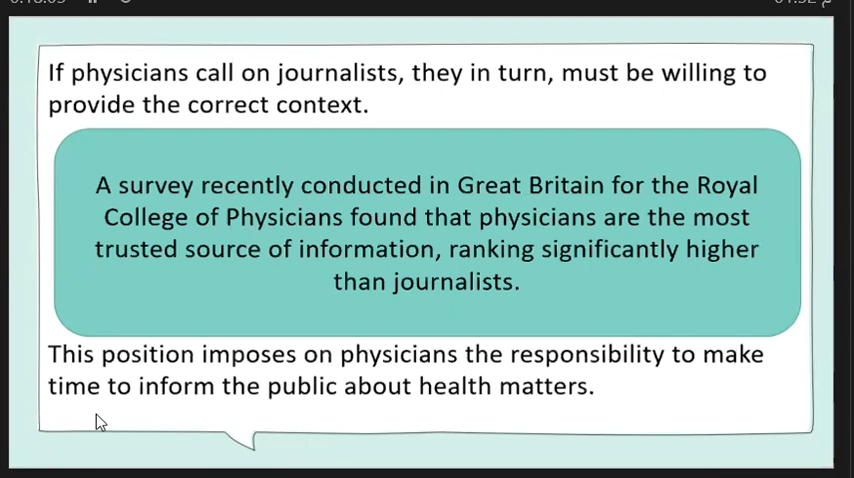 If physicians call on journalists, they in turn, must be willing to
provide the correct context.
A survey recently conducted in Great Britain for the Royal
College of Physicians found that physicians are the most
trusted source of information, ranking significantly higher
than journalists.
This position imposes on physicians the responsibility to make
time to inform the public about health matters.